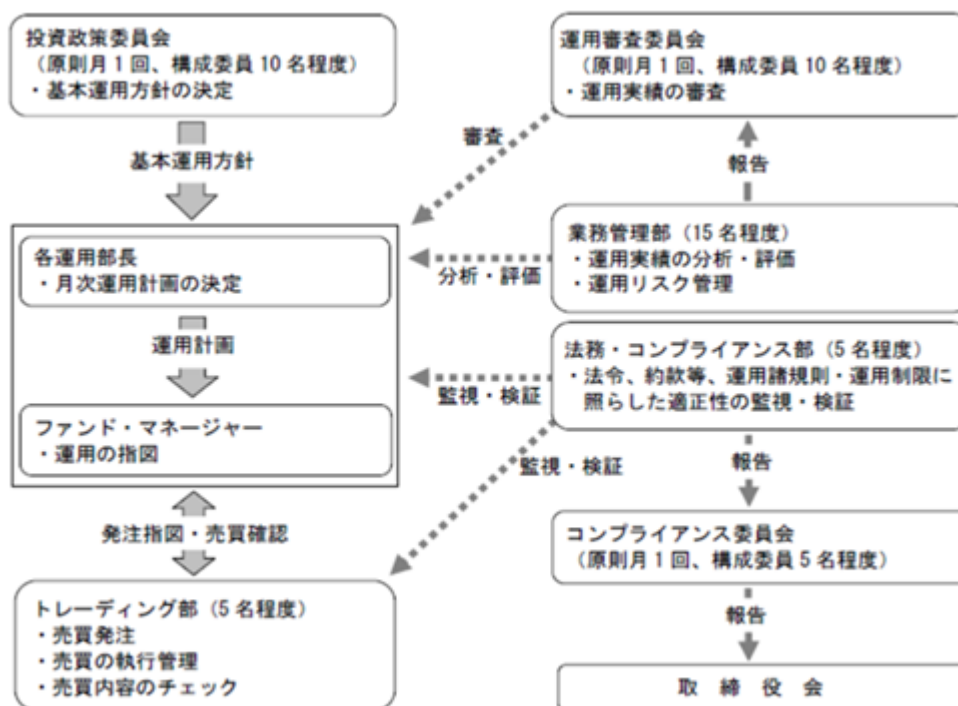 投資政策委員会
（原則月1回、構成委員10名程度）
・基本運用方針の決定
基本運用方針
各運用部長
・月次運用計画の決定
運用計画
ファンド・マネージャー
・運用の指図
発注指図・売買確認
トレーディング部（5名程度）
・売買発注
・売買の執行管理
・売買内容のチェック
運用審査委員会
（原則月1回、構成委員10名程度）
・運用実績の審査
審査
報告
業務管理部（15名程度）
・運用実績の分析・評価
・運用リスク管理
分析・評価
法務・コンプライアンス部（5名程度）
・法令、約款等、運用諸規則・運用制限に
照らした適正性の監視・検証
監視・検証
監視・検証
報告
コンプライアンス委員会
（原則月1回、構成委員5名程度）
報告
取 締 役 会